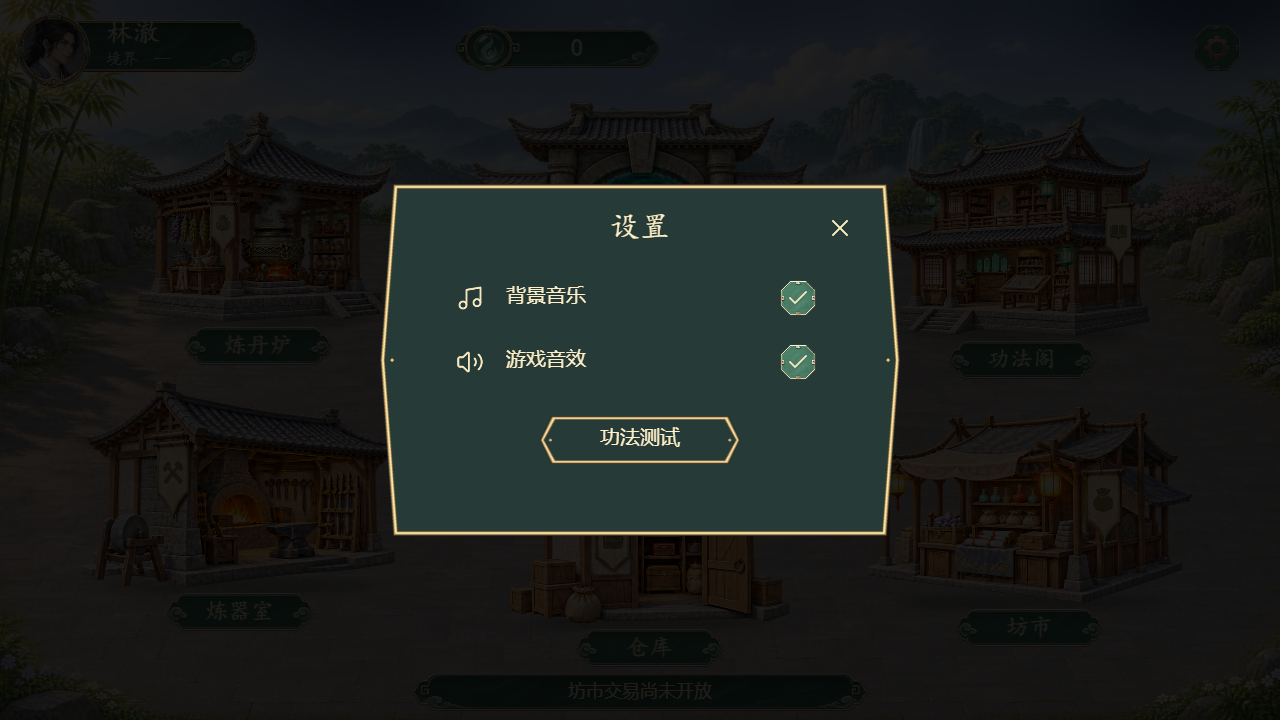 林澈
境界 一
0
设置
背景音乐
游戏音效
功法测试
炼丹炉
功法阁
炼器室
坊市
仓库
坊市交易尚未开放